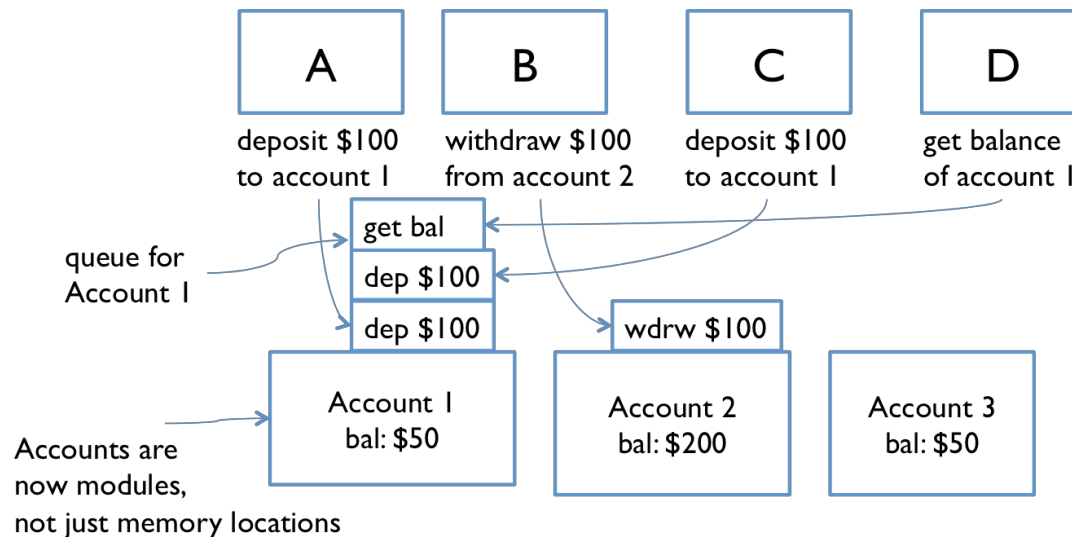 A
B
C
D
deposit $100
to account 1
withdraw $100
from account 2
deposit $100
to account 1
get balance
of account 1
get bal
queue for
Account 1
dep $100
dep $100
wdrw $100
Account 1
bal: $50
Account 2
bal: $200
Account 3
bal: $50
Accounts are
now modules,
not just memory locations